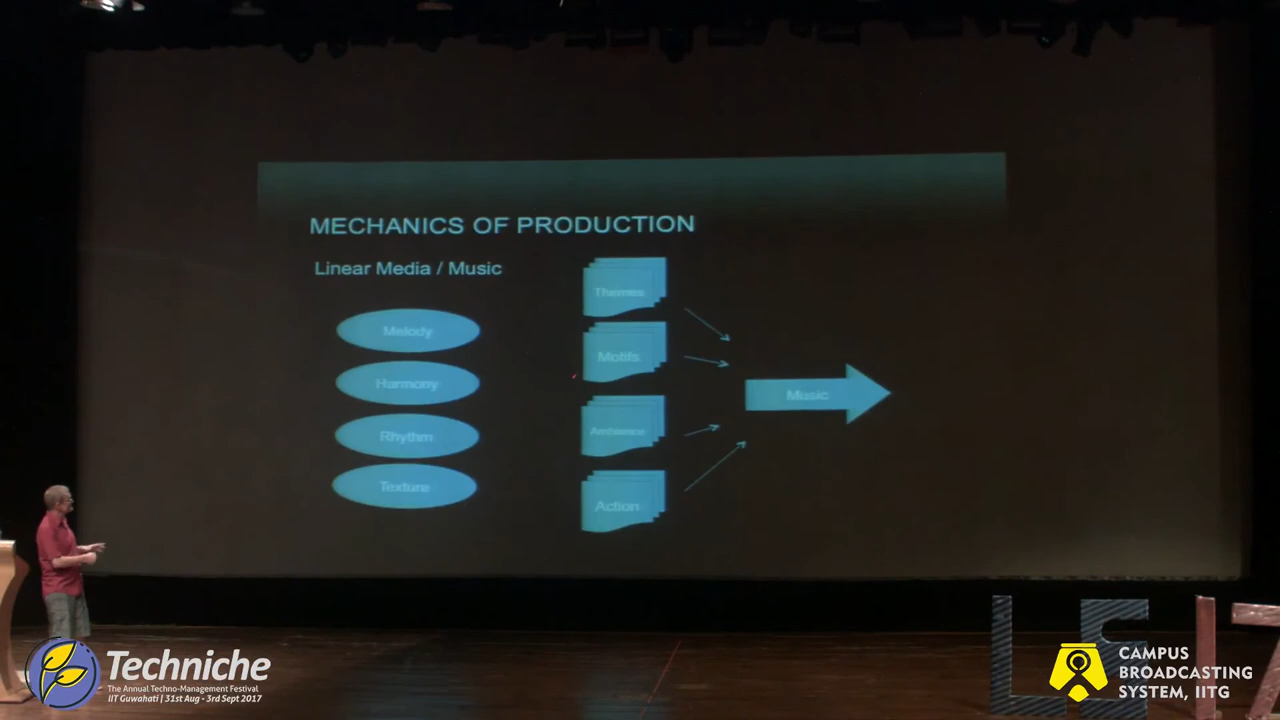 MECHANICS OF PRODUCTION
Linear Media / Music
Melody
Harmony
Rhythm
Texture
Themes
Motifs
Ambience
Action
Music
LS17
Techniche
The Annual Techno-Management Festival
IIT Guwahati | 31st Aug - 3rd Sept 2017
CAMPUS
BROADCASTING
SYSTEM, IITG